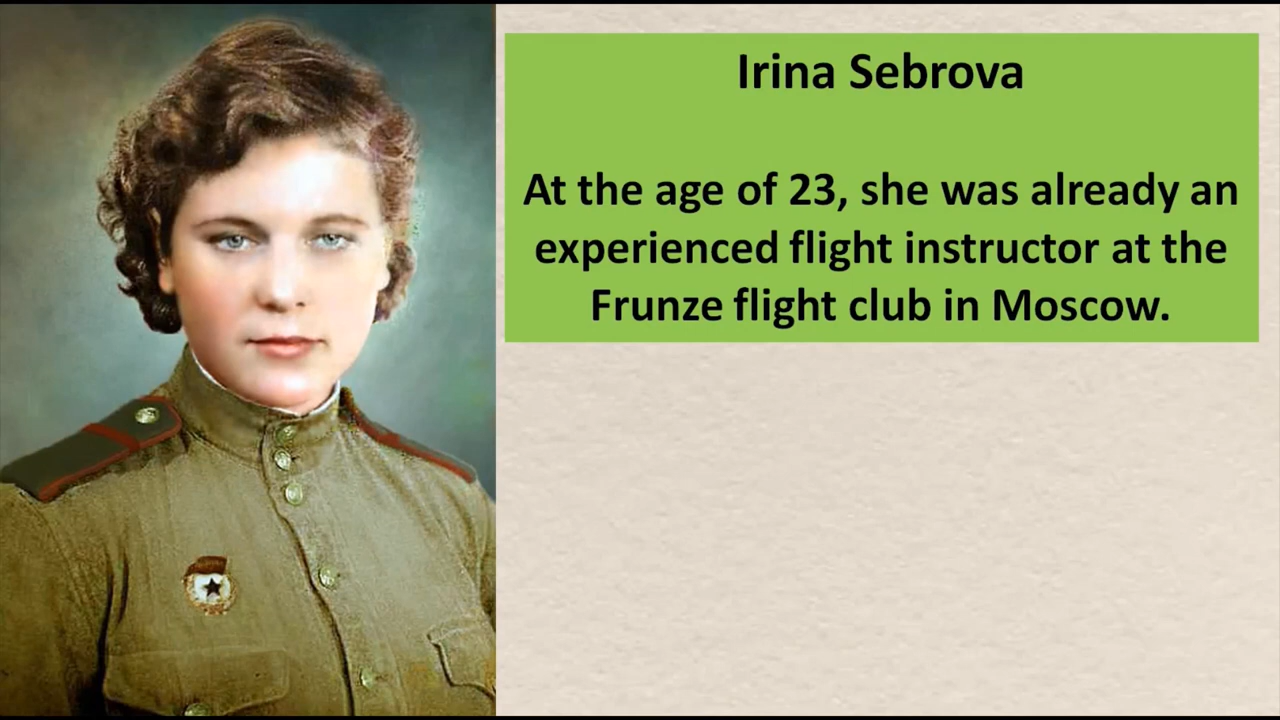 Irina Sebrova
At the age of 23, she was already an
experienced flight instructor at the
Frunze flight club in Moscow.